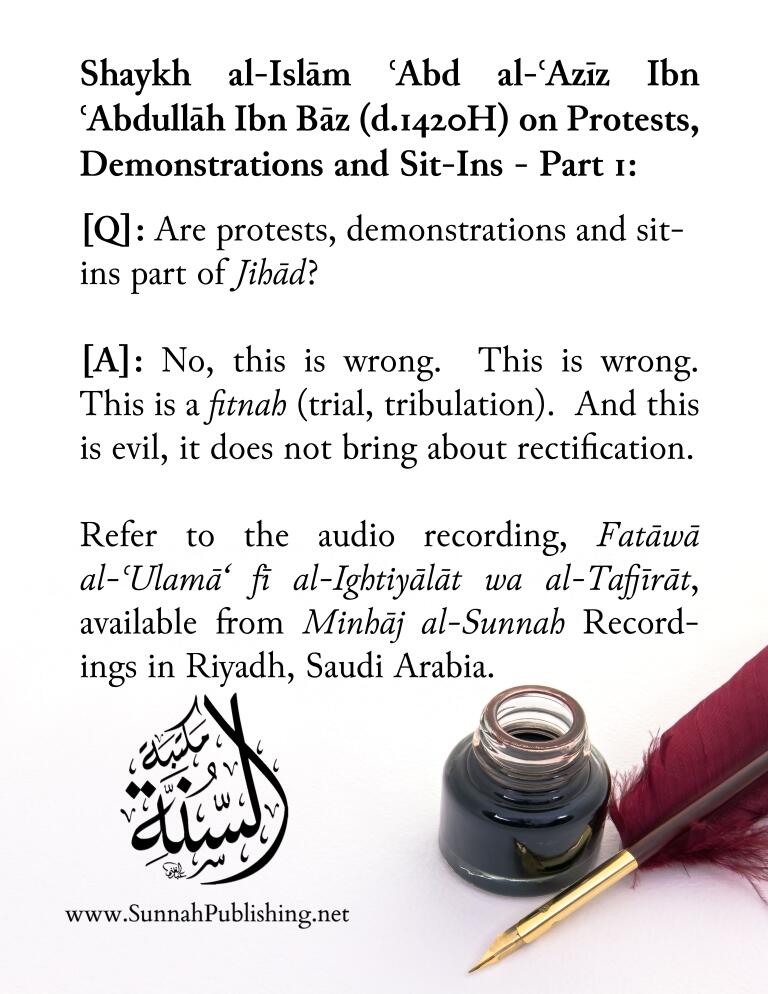 Shaykh al-Islām ʿAbd al-ʿAzīz Ibn
ʿAbdullāh Ibn Bāz (d.1420H) on Protests,
Demonstrations and Sit-Ins - Part 1:
[Q]: Are protests, demonstrations and sit-
ins part of Jihād?
[A]: No, this is wrong. This is wrong.
This is a fitnah (trial, tribulation). And this
is evil, it does not bring about rectification.
Refer to the audio recording, Fatāwā
al-ʿUlamāʿ fī al-Ightiyālāt wa al-Tafjīrāt,
available from Minhāj al-Sunnah Record-
ings in Riyadh, Saudi Arabia.
مكتبة
السنة
www.SunnahPublishing.net